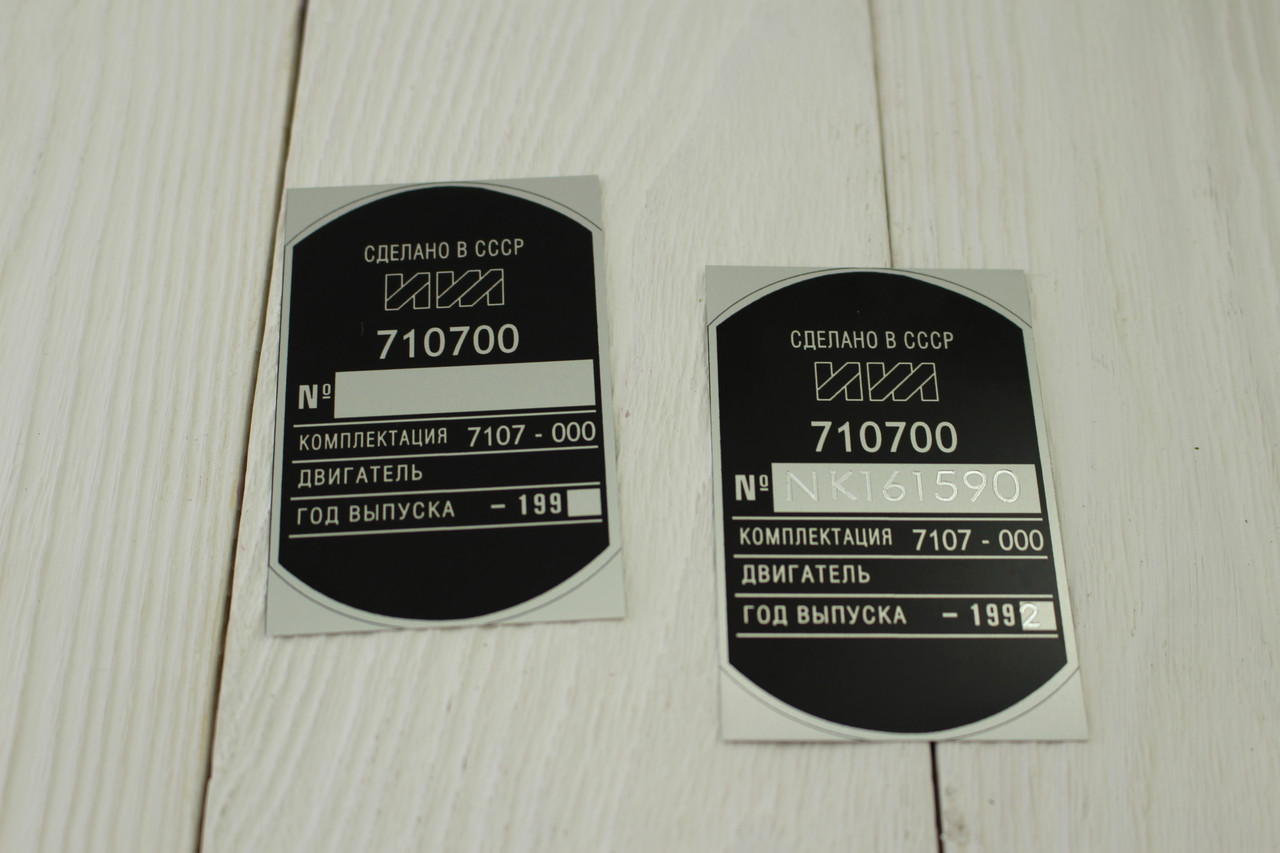 СДЕЛАНО В СССР
ИЖ
710700
№
КОМПЛЕКТАЦИЯ 7107 - 000
ДВИГАТЕЛЬ
ГОД ВЫПУСКА - 199
СДЕЛАНО В СССР
ИЖ
710700
№ NK161590
КОМПЛЕКТАЦИЯ 7107 - 000
ДВИГАТЕЛЬ
ГОД ВЫПУСКА - 1992